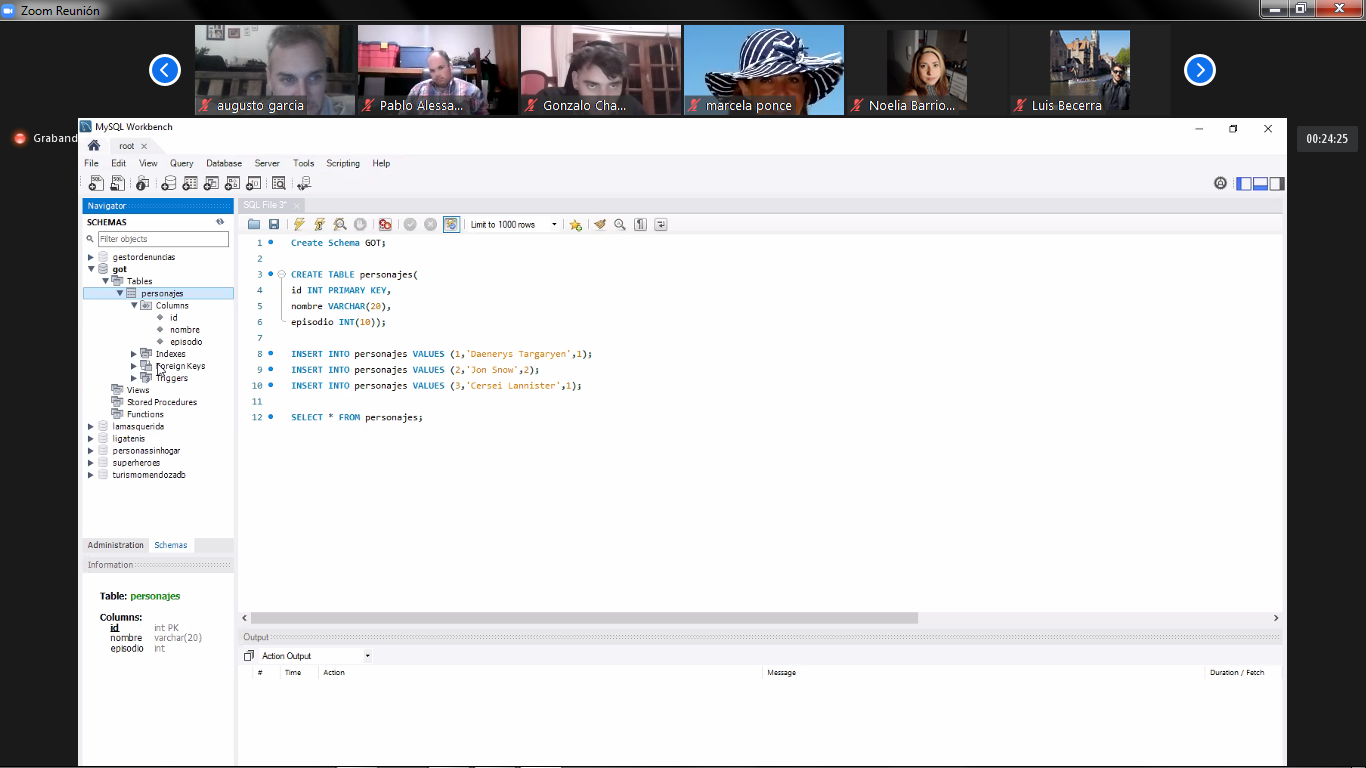 Zoom Reunión
augusto garcia
Pablo Alessa...
Gonzalo Cha...
marcela ponce
Noelia Barrio...
Luis Becerra
Graband
00:24:25
MySQL Workbench
root
File Edit View Query Database Server Tools Scripting Help
Navigator
SCHEMAS
Filter objects
gestordenuncias
got
Tables
personajes
Columns
id
nombre
episodio
Indexes
Foreign Keys
Triggers
Views
Stored Procedures
Functions
lamasquerida
ligatenis
personassinhogar
superheroes
turismomendozadb
Administration Schemas
Information
Table: personajes
Columns:
id int PK
nombre varchar(20)
episodio int
SQL File 3*
Limit to 1000 rows
1 Create Schema GOT;
2
3 CREATE TABLE personajes(
4 id INT PRIMARY KEY,
5 nombre VARCHAR(20),
6 episodio INT(10));
7
8 INSERT INTO personajes VALUES (1,'Daenerys Targaryen',1);
9 INSERT INTO personajes VALUES (2,'Jon Snow',2);
10 INSERT INTO personajes VALUES (3,'Cersei Lannister',1);
11
12 SELECT * FROM personajes;
Output
Action Output
# Time Action Message Duration / Fetch